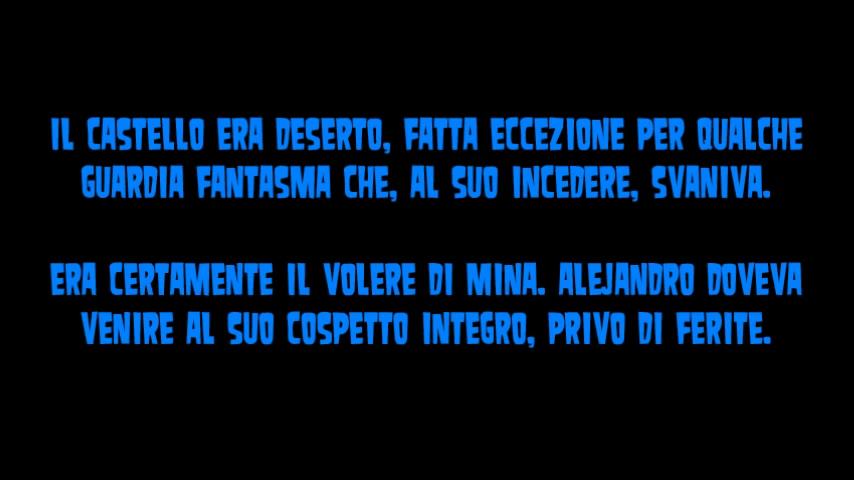 IL CASTELLO ERA DESERTO, FATTA ECCEZIONE PER QUALCHE
GUARDIA FANTASMA CHE, AL SUO INCEDERE, SVANIVA.
ERA CERTAMENTE IL VOLERE DI MINA. ALEJANDRO DOVEVA
VENIRE AL SUO COSPETTO INTEGRO, PRIVO DI FERITE.